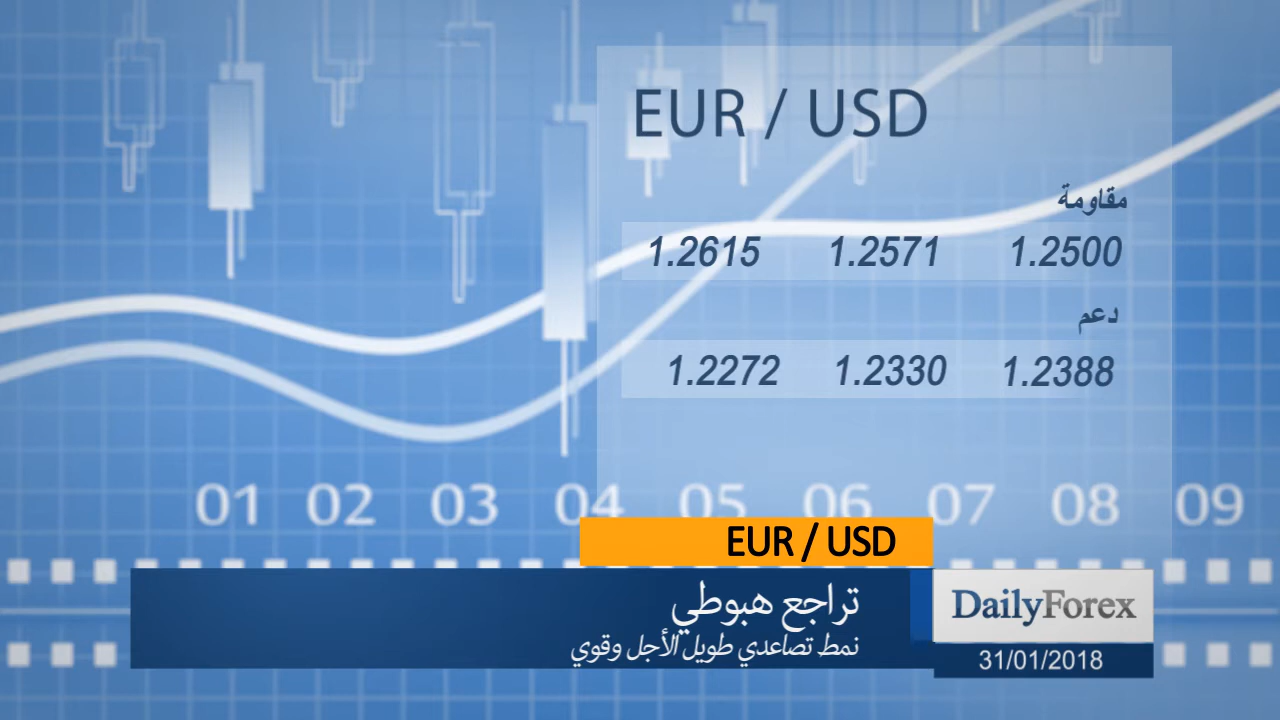 EUR / USD
مقاومة
1.2615 1.2571 1.2500
دعم
1.2272 1.2330 1.2388
01 02 03 04 05 06 07 08 09
EUR / USD
تراجع هبوطي
نمط تصاعدي طويل الأجل وقوي
DailyForex
31/01/2018